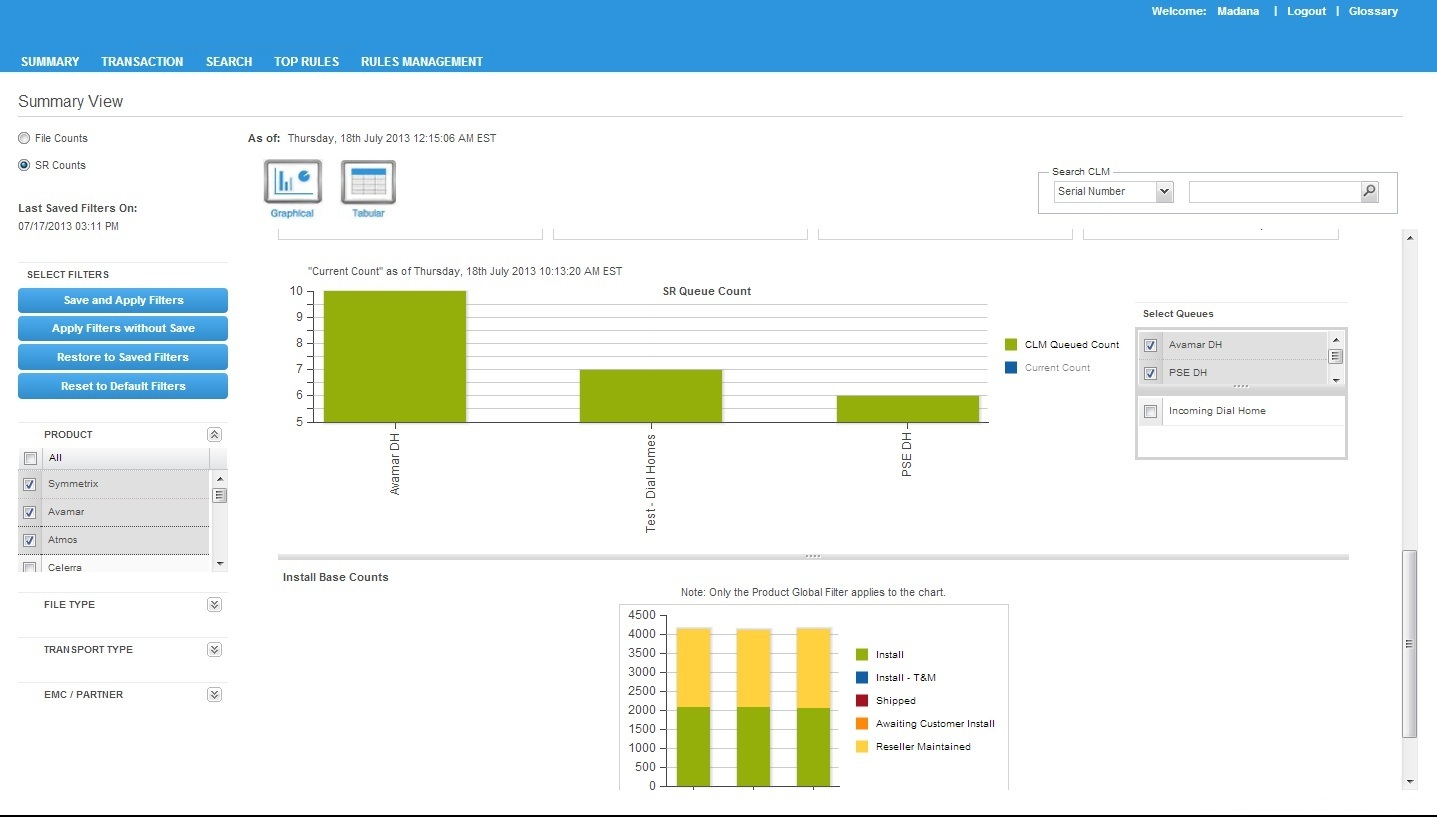 Welcome: Madana | Logout | Glossary
SUMMARY TRANSACTION SEARCH TOP RULES RULES MANAGEMENT
Summary View
File Counts
SR Counts
As of: Thursday, 18th July 2013 12:15:06 AM EST
Graphical
Tabular
Search CLM
Serial Number
Last Saved Filters On:
07/17/2013 03:11 PM
SELECT FILTERS
Save and Apply Filters
Apply Filters without Save
Restore to Saved Filters
Reset to Default Filters
PRODUCT
All
Symmetrix
Avamar
Atmos
Celerra
FILE TYPE
TRANSPORT TYPE
EMC / PARTNER
"Current Count" as of Thursday, 18th July 2013 10:13:20 AM EST
SR Queue Count
10
9
8
7
6
5
Avamar DH
Test - Dial Homes
PSE DH
CLM Queued Count
Current Count
Select Queues
Avamar DH
PSE DH
Incoming Dial Home
Install Base Counts
Note: Only the Product Global Filter applies to the chart.
4500
4000
3500
3000
2500
2000
1500
1000
500
0
Install
Install - T&M
Shipped
Awaiting Customer Install
Reseller Maintained